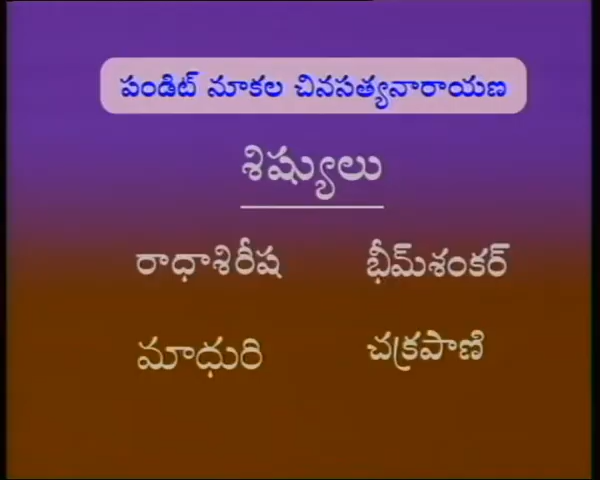 పండిట్ నూకల చినసత్యనారాయణ
శిష్యులు
రాధాశిరీష భీమ్‌శంకర్
మాధురి చక్రపాణి